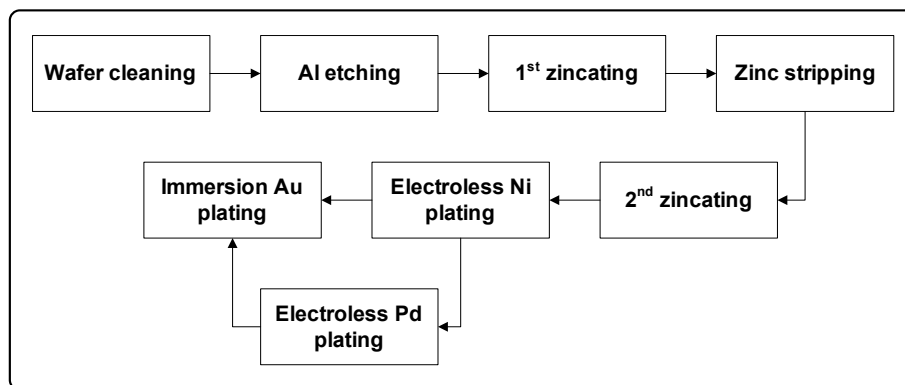 Wafer cleaning
Al etching
1st zincating
Zinc stripping
2nd zincating
Electroless Ni
plating
Immersion Au
plating
Electroless Pd
plating